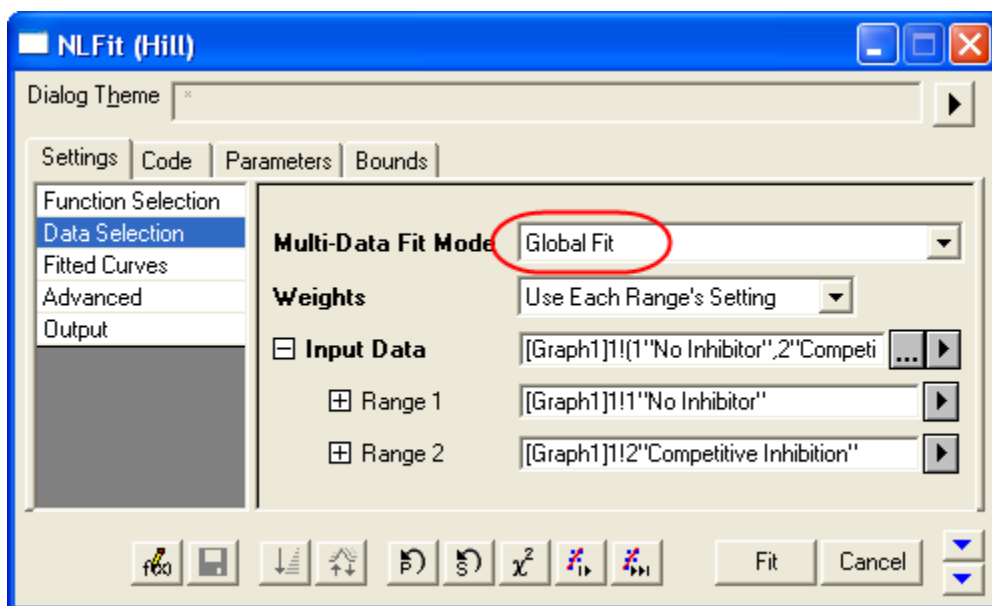 NLFit (Hill)
Dialog Theme *
Settings Code Parameters Bounds
Function Selection
Data Selection
Fitted Curves
Advanced
Output
Multi-Data Fit Mode Global Fit
Weights Use Each Range's Setting
Input Data [Graph1]1!(1"No Inhibitor",2"Competi ...
Range 1 [Graph1]1!1"No Inhibitor"
Range 2 [Graph1]1!2"Competitive Inhibition"
f(x) P S χ² Fit Cancel